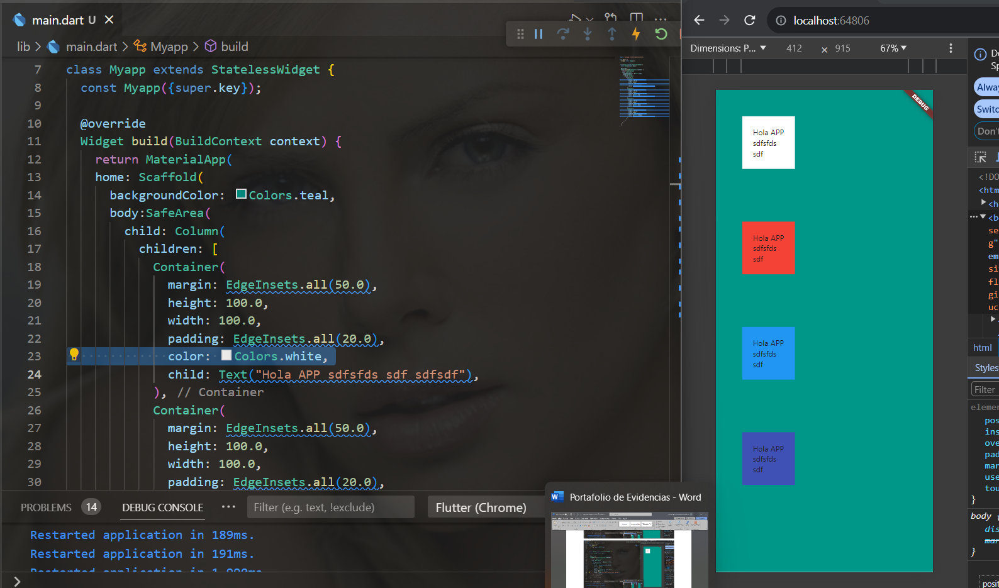 main.dart U
lib > main.dart > Myapp > build
7 class Myapp extends StatelessWidget {
8 const Myapp({super.key});
9
10 @override
11 Widget build(BuildContext context) {
12 return MaterialApp(
13 home: Scaffold(
14 backgroundColor: Colors.teal,
15 body:SafeArea(
16 child: Column(
17 children: [
18 Container(
19 margin: EdgeInsets.all(50.0),
20 height: 100.0,
21 width: 100.0,
22 padding: EdgeInsets.all(20.0),
23 color: Colors.white,
24 child: Text("Hola APP sdfsfds sdf sdfsdf"),
25 ), // Container
26 Container(
27 margin: EdgeInsets.all(50.0),
28 height: 100.0,
29 width: 100.0,
30 padding: EdgeInsets.all(20.0),
PROBLEMS 14 DEBUG CONSOLE ··· Filter (e.g. text, !exclude) Flutter (Chrome)
Restarted application in 189ms.
Restarted application in 191ms.
Portafolio de Evidencias - Word
localhost:64806
Dimensions: P... 412 × 915 67%
DEBUG
Hola APP
sdfsfds
sdf
Hola APP
sdfsfds
sdf
Hola APP
sdfsfds
sdf
Hola APP
sdfsfds
sdf
De
Sp
Alway
Switc
Don't
<!DO
<htm
<h
<b
se
g"
em
si
fl
gi
uc
html
Styles
Filter
elemen
pos
ins
ove
pad
mar
use
tou
}
body
dis
mar
}
posit